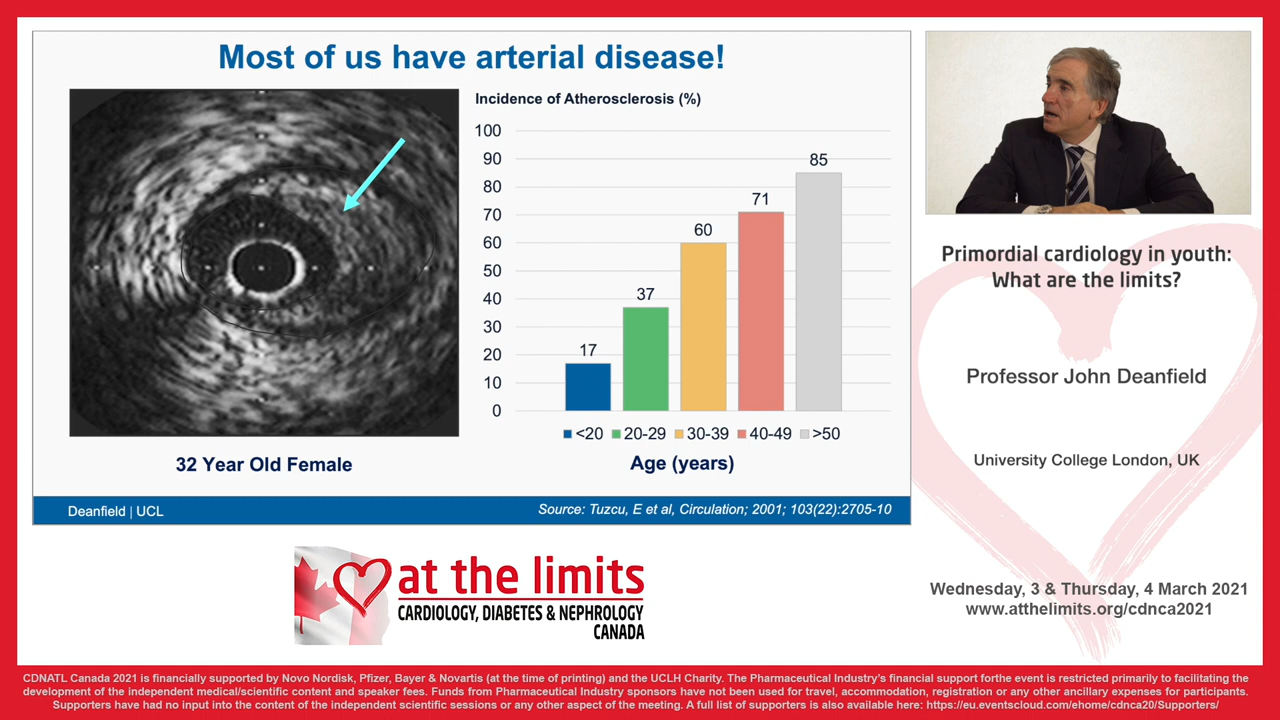 Most of us have arterial disease!
Incidence of Atherosclerosis (%)
100
90
80
70
60
50
40
30
20
10
0
17
37
60
71
85
<20
20-29
30-39
40-49
>50
Age (years)
32 Year Old Female
Deanfield | UCL
Source: Tuzcu, E et al, Circulation; 2001; 103(22):2705-10
Primordial cardiology in youth:
What are the limits?
Professor John Deanfield
University College London, UK
Wednesday, 3 & Thursday, 4 March 2021
www.atthelimits.org/cdnca2021
at the limits
CARDIOLOGY, DIABETES & NEPHROLOGY
CANADA
CDNATL Canada 2021 is financially supported by Novo Nordisk, Pfizer, Bayer & Novartis (at the time of printing) and the UCLH Charity. The Pharmaceutical Industry's financial support forthe event is restricted primarily to facilitating the
development of the independent medical/scientific content and speaker fees. Funds from Pharmaceutical Industry sponsors have not been used for travel, accommodation, registration or any other ancillary expenses for participants.
Supporters have had no input into the content of the independent scientific sessions or any other aspect of the meeting. A full list of supporters is also available here: https://eu.eventscloud.com/ehome/cdnca20/Supporters/